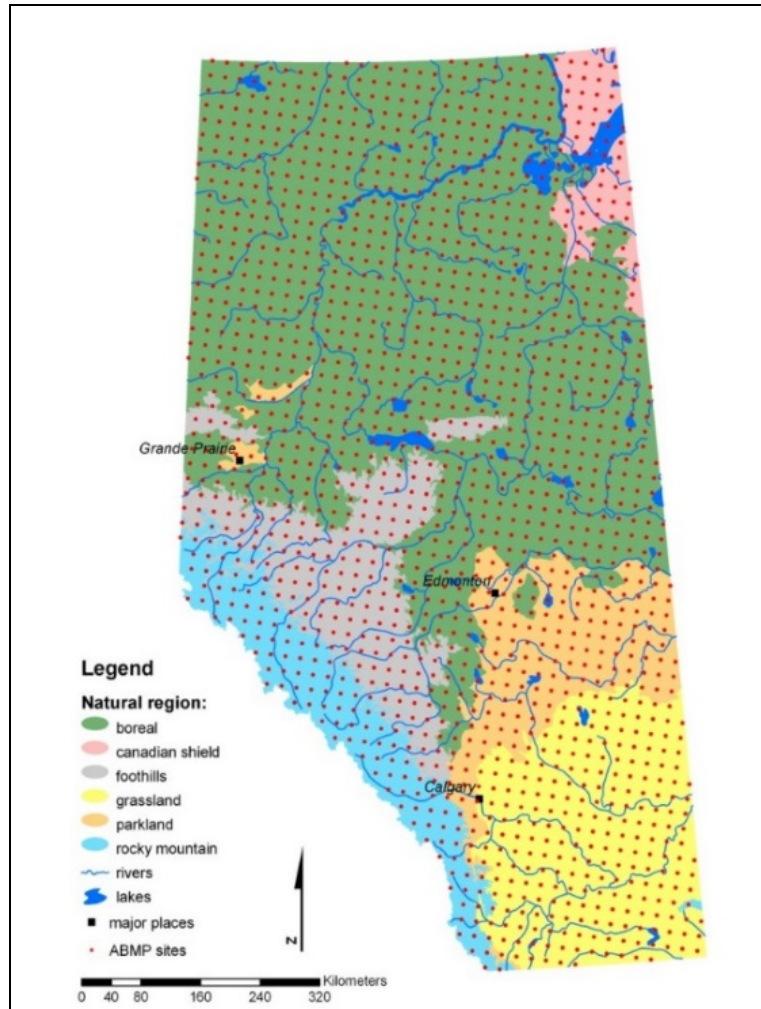 Grande Prairie
Edmonton
Calgary
Legend
Natural region:
boreal
canadian shield
foothills
grassland
parkland
rocky mountain
rivers
lakes
major places
ABMP sites
N
Kilometers
0 40 80 160 240 320